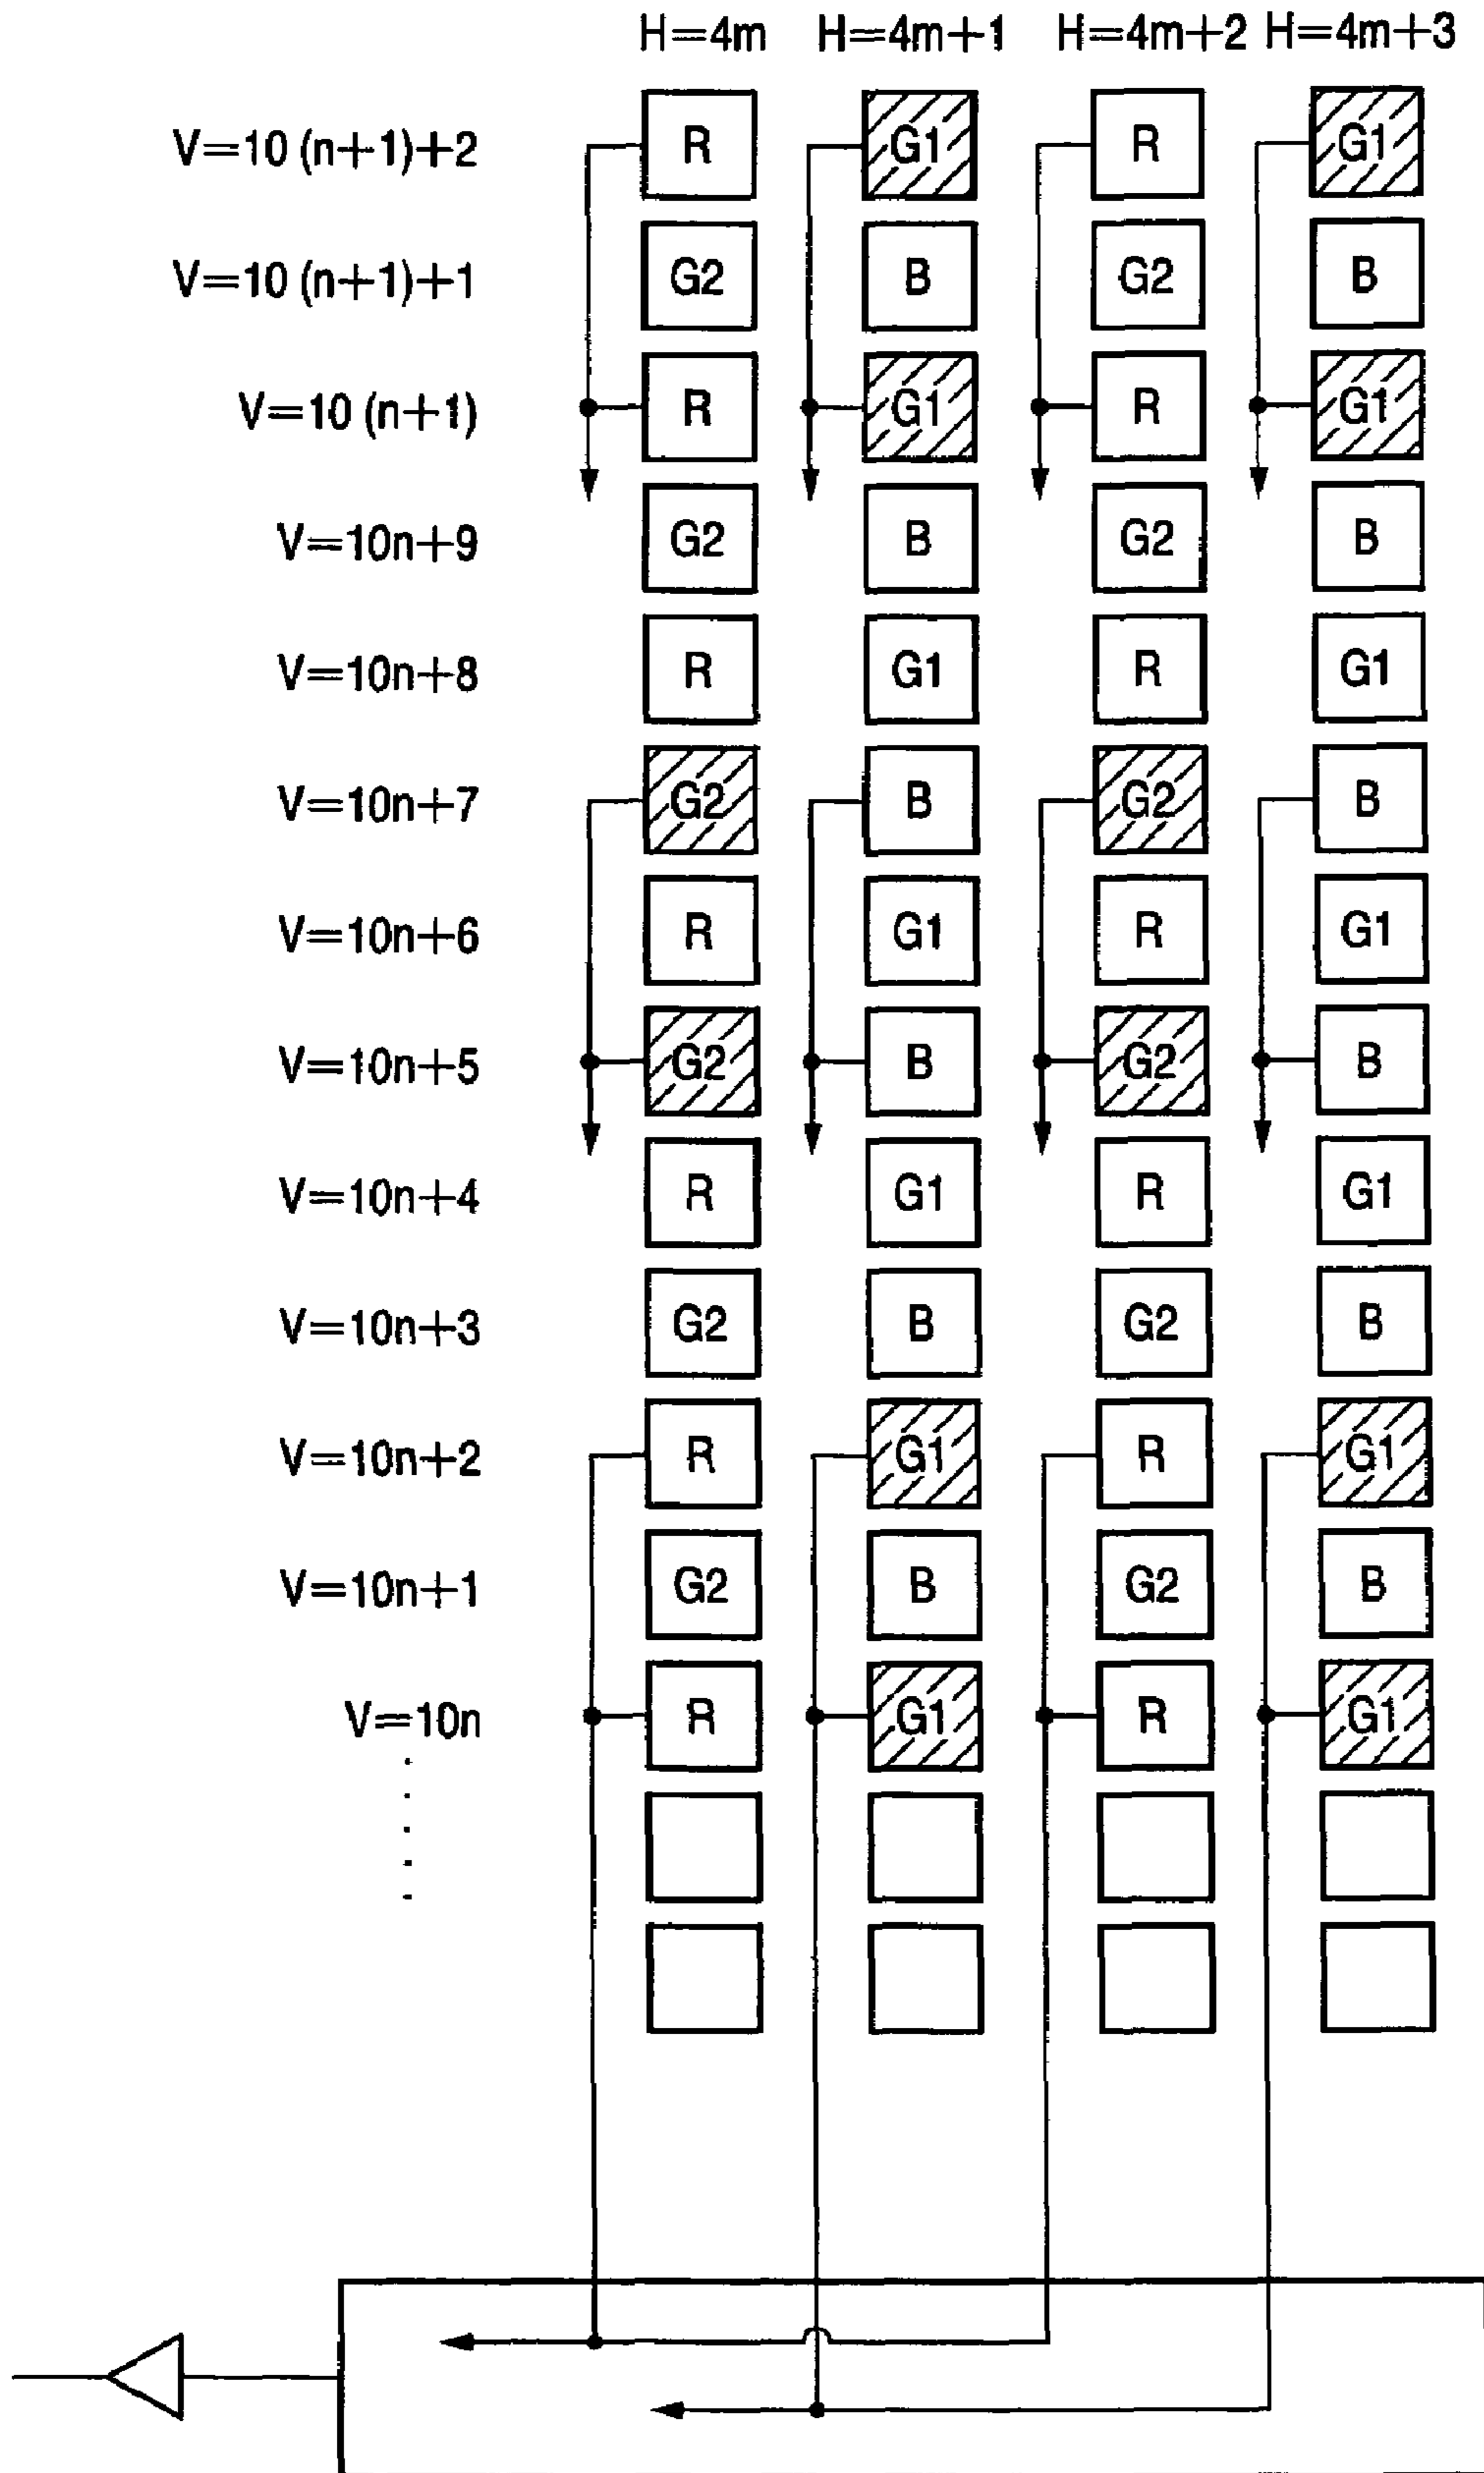 H=4m H=4m+1 H=4m+2 H=4m+3
V=10 (n+1)+2 R G1 R G1
V=10 (n+1)+1 G2 B G2 B
V=10 (n+1) R G1 R G1
V=10n+9 G2 B G2 B
V=10n+8 R G1 R G1
V=10n+7 G2 B G2 B
V=10n+6 R G1 R G1
V=10n+5 G2 B G2 B
V=10n+4 R G1 R G1
V=10n+3 G2 B G2 B
V=10n+2 R G1 R G1
V=10n+1 G2 B G2 B
V=10n R G1 R G1